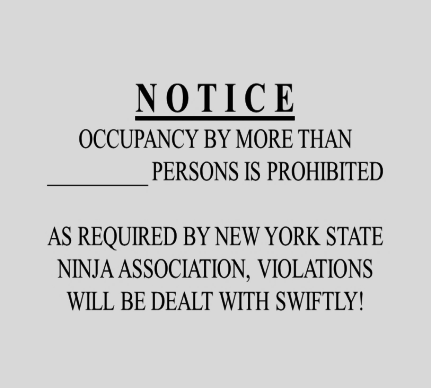 NOTICE
OCCUPANCY BY MORE THAN
__________ PERSONS IS PROHIBITED
AS REQUIRED BY NEW YORK STATE
NINJA ASSOCIATION, VIOLATIONS
WILL BE DEALT WITH SWIFTLY!